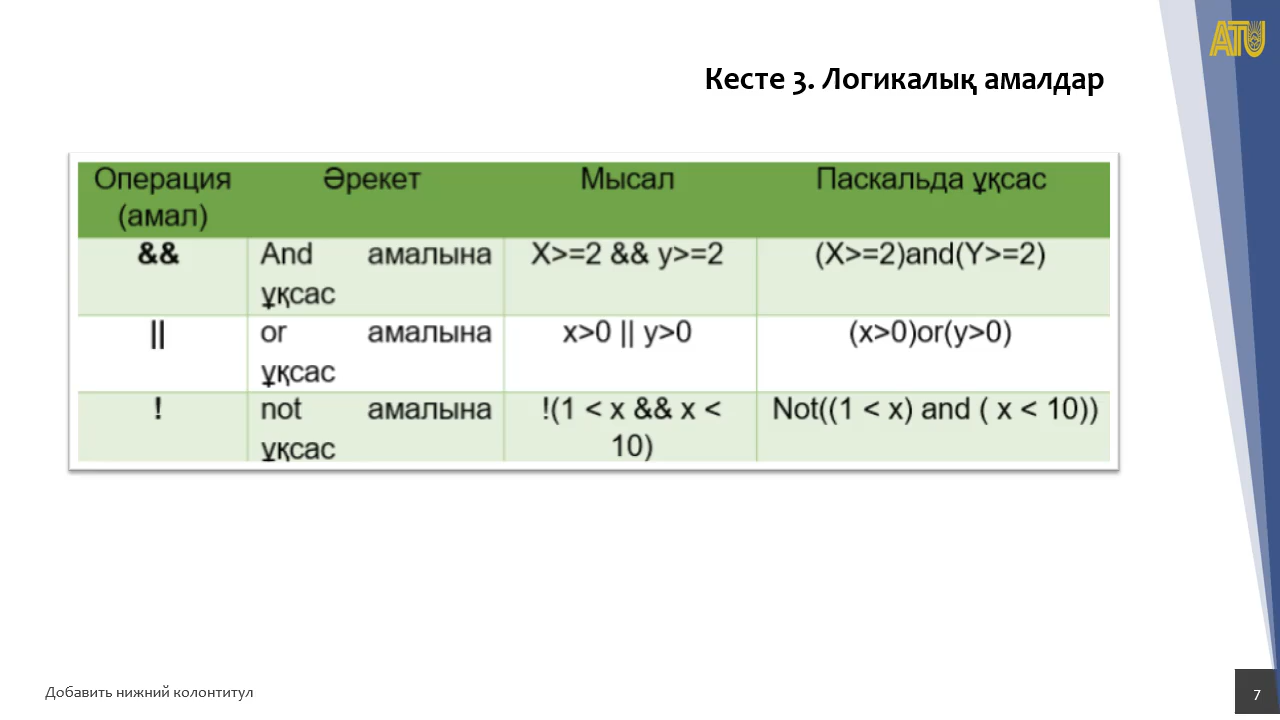 ATU
Кесте 3. Логикалық амалдар
Операция (амал) Әрекет Мысал Паскальда ұқсас
&& And амалына ұқсас X>=2 && y>=2 (X>=2)and(Y>=2)
|| or амалына ұқсас x>0 || y>0 (x>0)or(y>0)
! not амалына ұқсас !(1 < x && x < 10) Not((1 < x) and ( x < 10))
Добавить нижний колонтитул
7